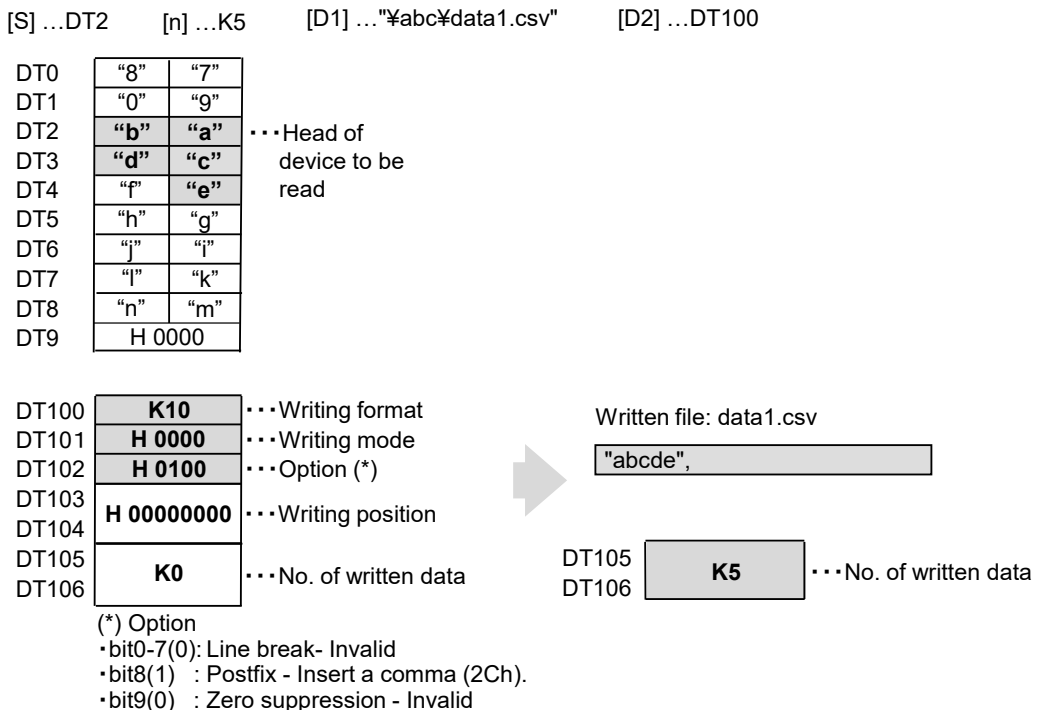 [S] …DT2 [n] …K5 [D1] …"¥abc¥data1.csv" [D2] …DT100
DT0 “8” “7”
DT1 “0” “9”
DT2 “b” “a” ･･･Head of
DT3 “d” “c” device to be
DT4 “f” “e” read
DT5 “h” “g”
DT6 “j” “i”
DT7 “l” “k”
DT8 “n” “m”
DT9 H 0000
DT100 K10 ･･･Writing format
DT101 H 0000 ･･･Writing mode
DT102 H 0100 ･･･Option (*)
DT103
DT104 H 00000000 ･･･Writing position
DT105
DT106 K0 ･･･No. of written data
(*) Option
･bit0-7(0): Line break- Invalid
･bit8(1) : Postfix - Insert a comma (2Ch).
･bit9(0) : Zero suppression - Invalid
Written file: data1.csv
"abcde",
DT105
DT106 K5 ･･･No. of written data